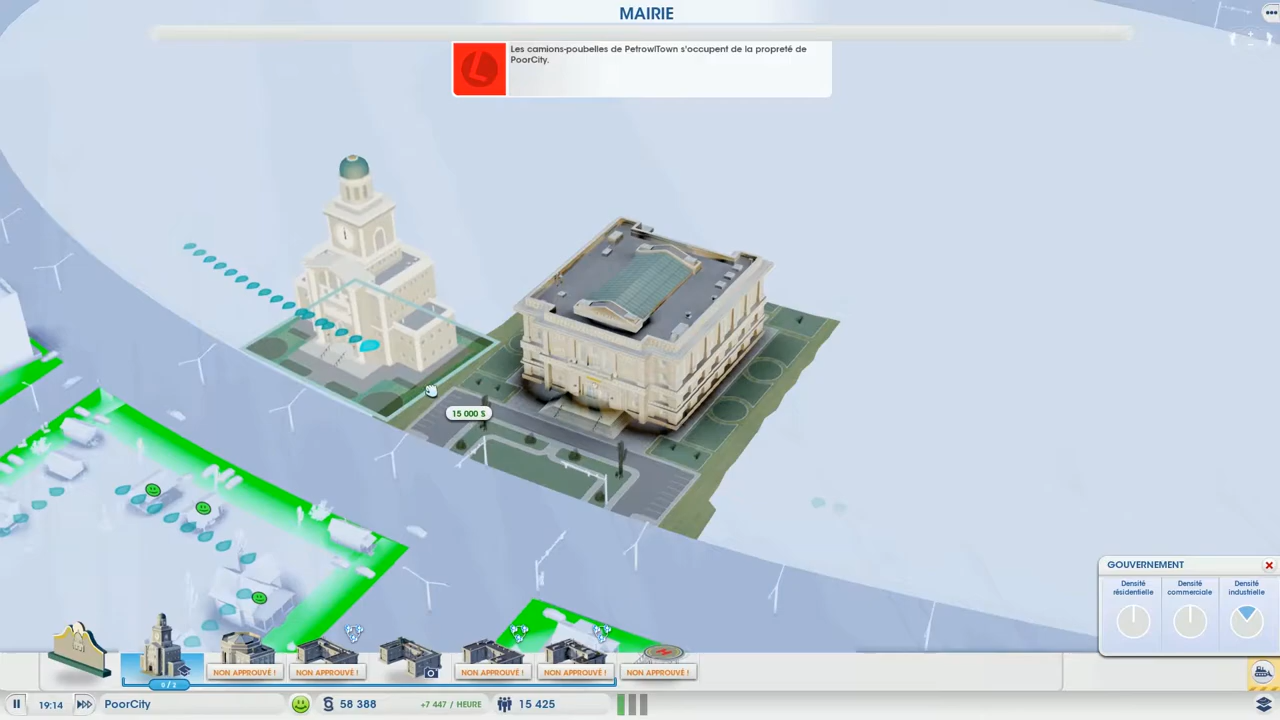 MAIRIE
Les camions-poubelles de PetrowlTown s'occupent de la propreté de
PoorCity.
15 000 $
GOUVERNEMENT
Densité
résidentielle
Densité
commerciale
Densité
industrielle
NON APPROUVÉ !
NON APPROUVÉ !
NON APPROUVÉ !
NON APPROUVÉ !
NON APPROUVÉ !
0 / 2
19:14
PoorCity
58 388
+7 447 / HEURE
15 425